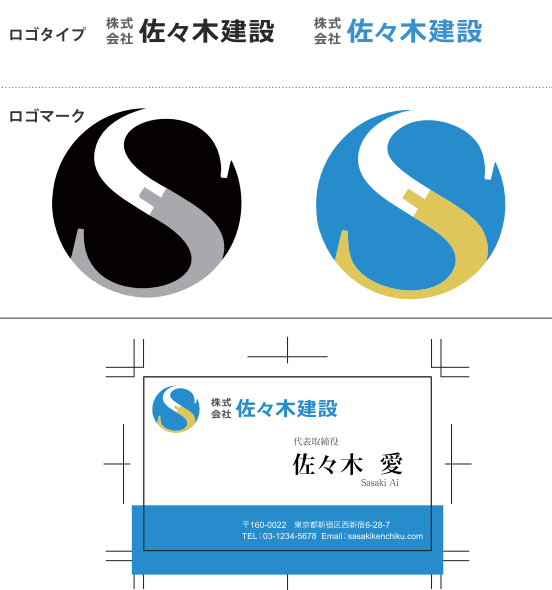 ロゴタイプ 株式会社 佐々木建設 株式会社 佐々木建設
ロゴマーク
株式会社 佐々木建設
代表取締役
佐々木 愛
Sasaki Ai
〒160-0022 東京都新宿区西新宿6-28-7
TEL:03-1234-5678 Email:sasakikenchiku.com